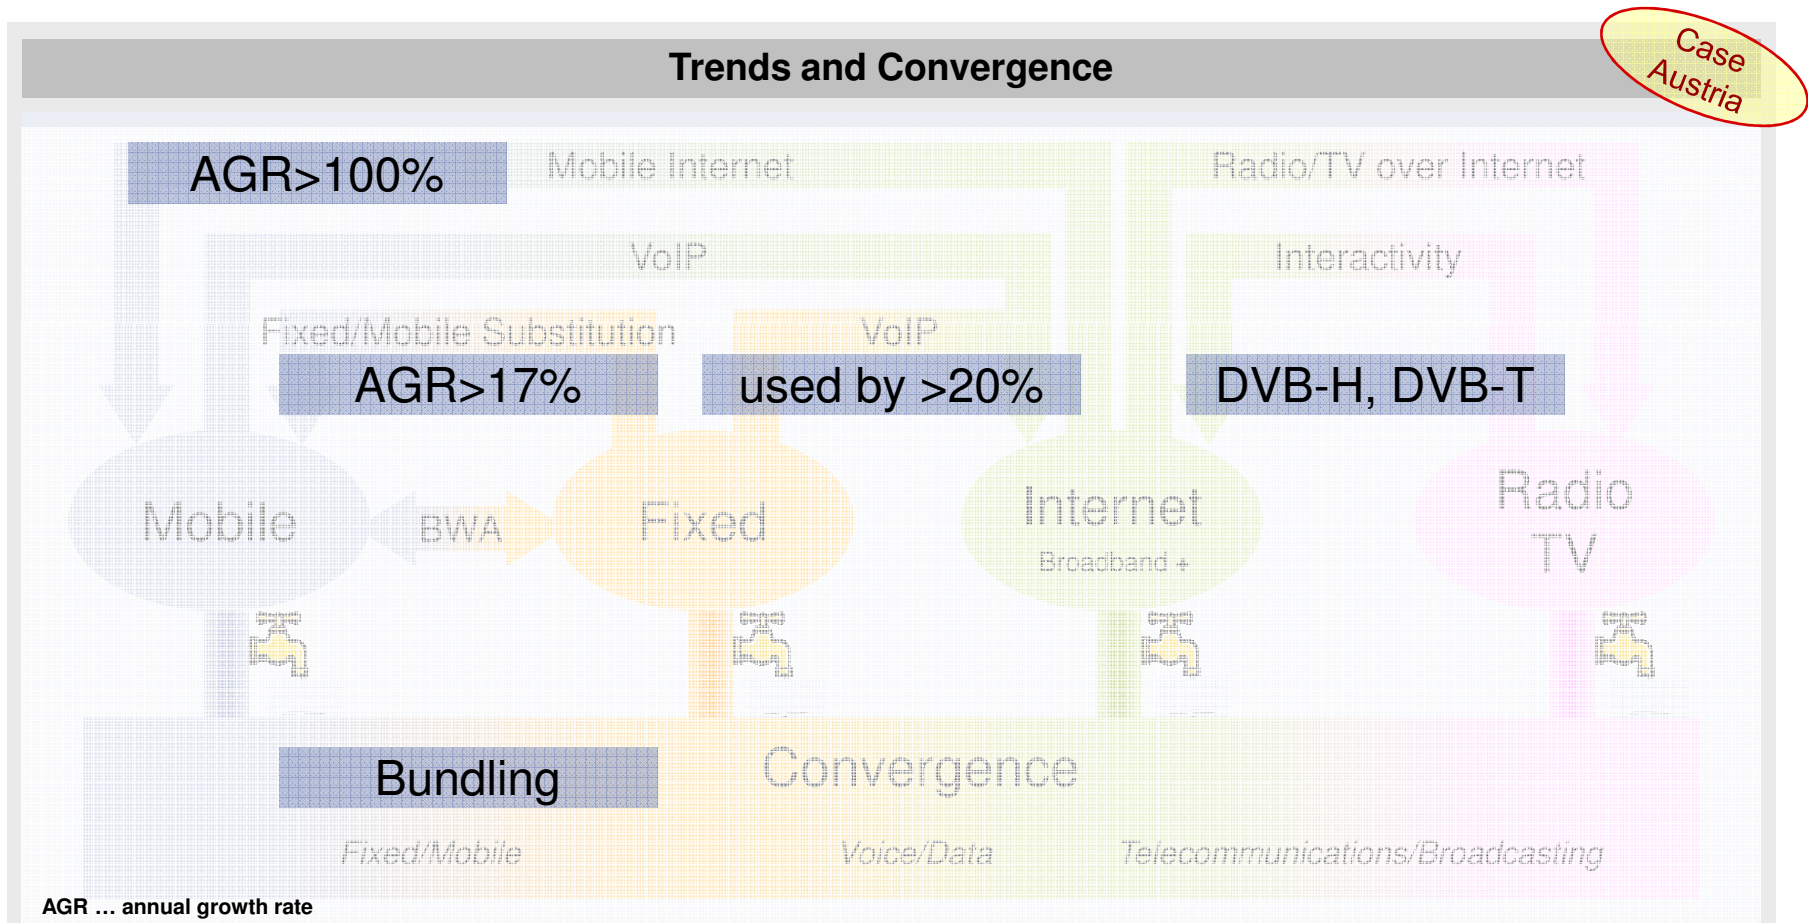 Trends and Convergence
Case
Austria
AGR>100%
Mobile Internet
Radio/TV over Internet
VoIP
Interactivity
Fixed/Mobile Substitution
VoIP
AGR>17%
used by >20%
DVB-H, DVB-T
Mobile
BWA
Fixed
Internet
Broadband +
Radio
TV
Bundling
Convergence
Fixed/Mobile
Voice/Data
Telecommunications/Broadcasting
AGR … annual growth rate